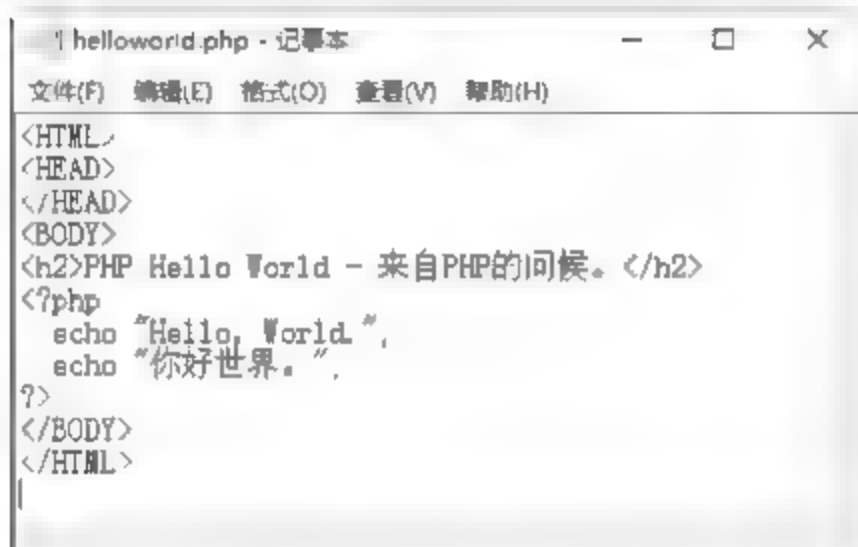 helloworld.php - 记事本
文件(F) 编辑(E) 格式(O) 查看(V) 帮助(H)
<HTML>
<HEAD>
</HEAD>
<BODY>
<h2>PHP Hello World - 来自PHP的问候。</h2>
<?php
echo "Hello, World.";
echo "你好世界。";
?>
</BODY>
</HTML>